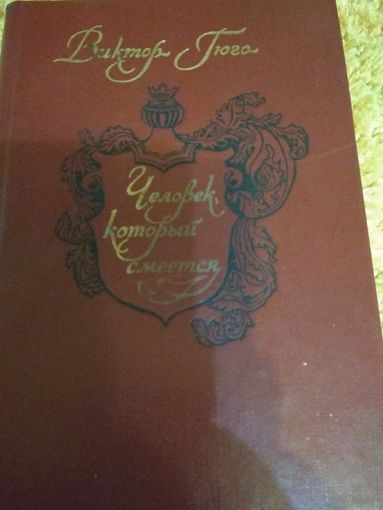 Виктор Гюго
Человек,
который
смеется